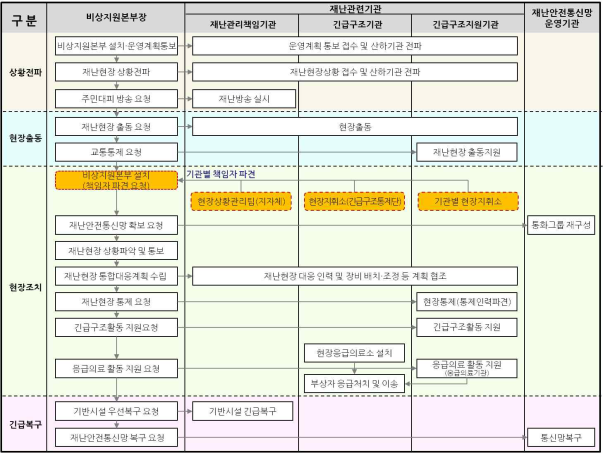 구 분
비상지원본부장
재난관련기관
재난안전통신망
운영기관
재난관리책임기관
긴급구조기관
긴급구조지원기관
상황전파
비상지원본부 설치·운영계획통보
운영계획 통보 접수 및 산하기관 전파
재난현장 상황전파
재난현장상황 접수 및 산하기관 전파
주민대피 방송 요청
재난방송 실시
현장출동
재난현장 출동 요청
현장출동
교통통제 요청
재난현장 출동지원
현장조치
비상지원본부 설치
(책임자 파견 요청)
기관별 책임자 파견
현장상황관리팀(지자체)
현장지휘소(긴급구조통제단)
기관별 현장지휘소
재난안전통신망 확보 요청
통화그룹 재구성
재난현장 상황파악 및 통보
재난현장 통합대응계획 수립
재난현장 대응 인력 및 장비 배치·조정 등 계획 협조
재난현장 통제 요청
현장통제(통제인력파견)
긴급구조활동 지원요청
긴급구조활동 지원
현장응급의료소 설치
응급의료 활동 지원 요청
응급의료 활동 지원
(응급의료기관)
부상자 응급처치 및 이송
긴급복구
기반시설 우선복구 요청
기반시설 긴급복구
재난안전통신망 복구 요청
통신망복구